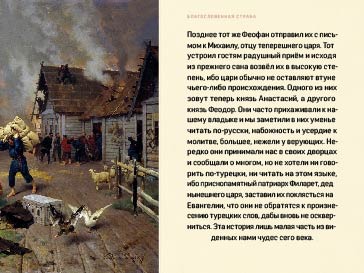 БЛАГОСЛОВЕННАЯ СТРАНА
Позднее тот же Феофан отправил их с пись-
мом к Михаилу, отцу теперешнего царя. Тот
устроил гостям радушный приём и исходя
из прежнего сана возвёл их в высокую сте-
пень, ибо цари обычно не оставляют втуне
чьего-либо происхождения. Одного из них
зовут теперь князь Анастасий, а другого
князь Феодор. Они часто прихаживали к на-
шему владыке и мы заметили в них уменье
читать по-русски, набожность и усердие к
молитве, большее, нежели у верующих. Не-
редко они принимали нас в своих дворцах
и сообщали о многом, но не хотели ни гово-
рить по-турецки, ни читать на этом языке,
ибо приснопамятный патриарх Филарет, дед
нынешнего царя, заставил их поклясться на
Евангелии, что они не обратятся к произне-
сению турецких слов, дабы вновь не оскверн-
ниться. Эта история лишь малая часть из ви-
денных нами чудес сего века.